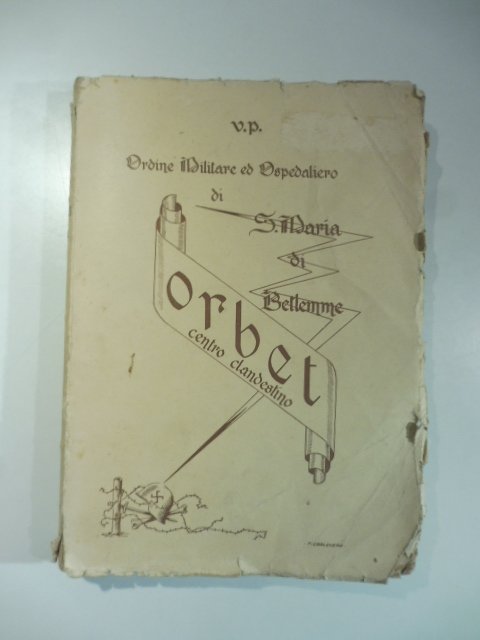 v.p.
Ordine Militare ed Ospedaliero
di
S. Maria
di
Betlemme
Orbet
centro clandestino